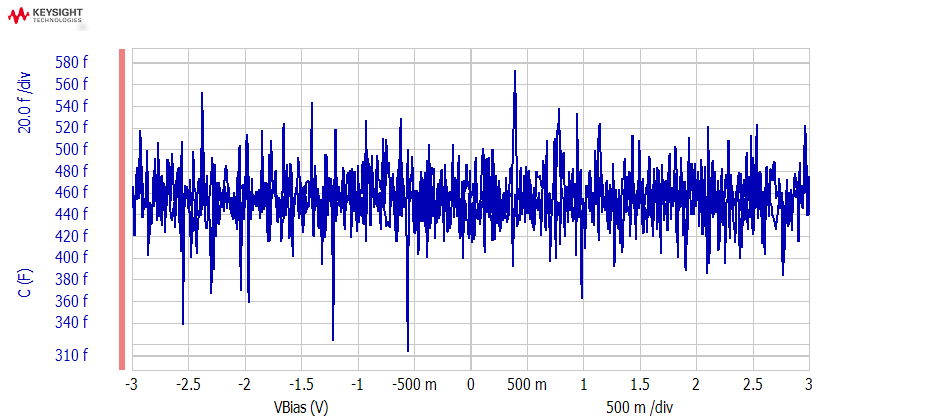 KEYSIGHT
TECHNOLOGIES
20.0 f /div
C (F)
580 f
560 f
540 f
520 f
500 f
480 f
460 f
440 f
420 f
400 f
380 f
360 f
340 f
310 f
-3 -2.5 -2 -1.5 -1 -500 m 0 500 m 1 1.5 2 2.5 3
VBias (V) 500 m /div